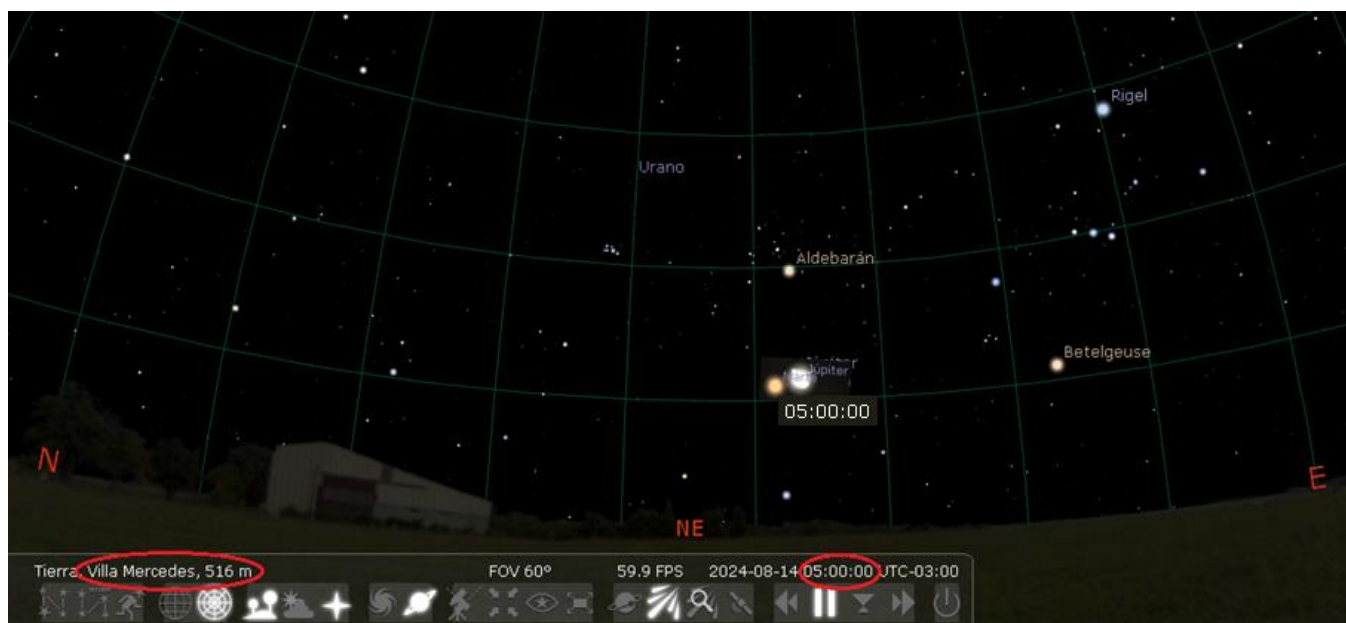 Rigel
Urano
Aldebarán
Betelgeuse
Júpiter
05:00:00
N
E
NE
Tierra, Villa Mercedes, 516 m FOV 60° 59.9 FPS 2024-08-14 05:00:00 UTC-03:00